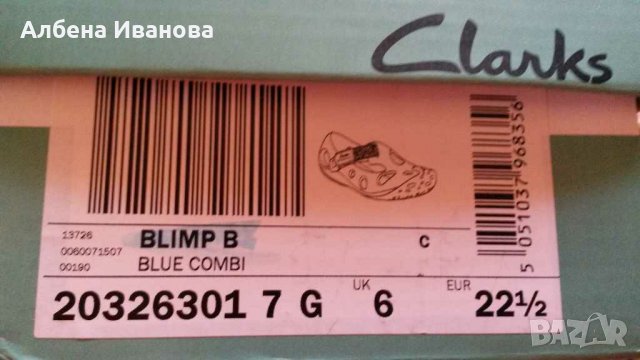 Албена Иванова
Clarks
13726
0060071507
00190
BLIMP B
BLUE COMBI
C
20326301 7 G
UK
6
EUR
22½
5 051037 968356
BAZAR